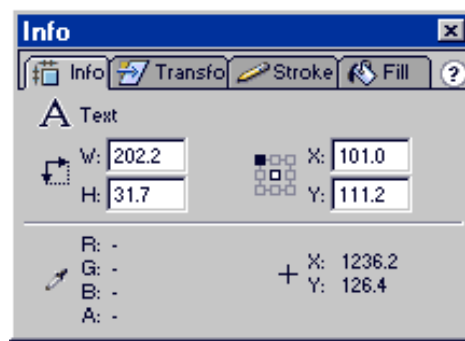 Info
Info Transfo Stroke Fill ?
A Text
W: 202.2 X: 101.0
H: 31.7 Y: 111.2
R: -
G: - X: 1236.2
B: - Y: 126.4
A: -